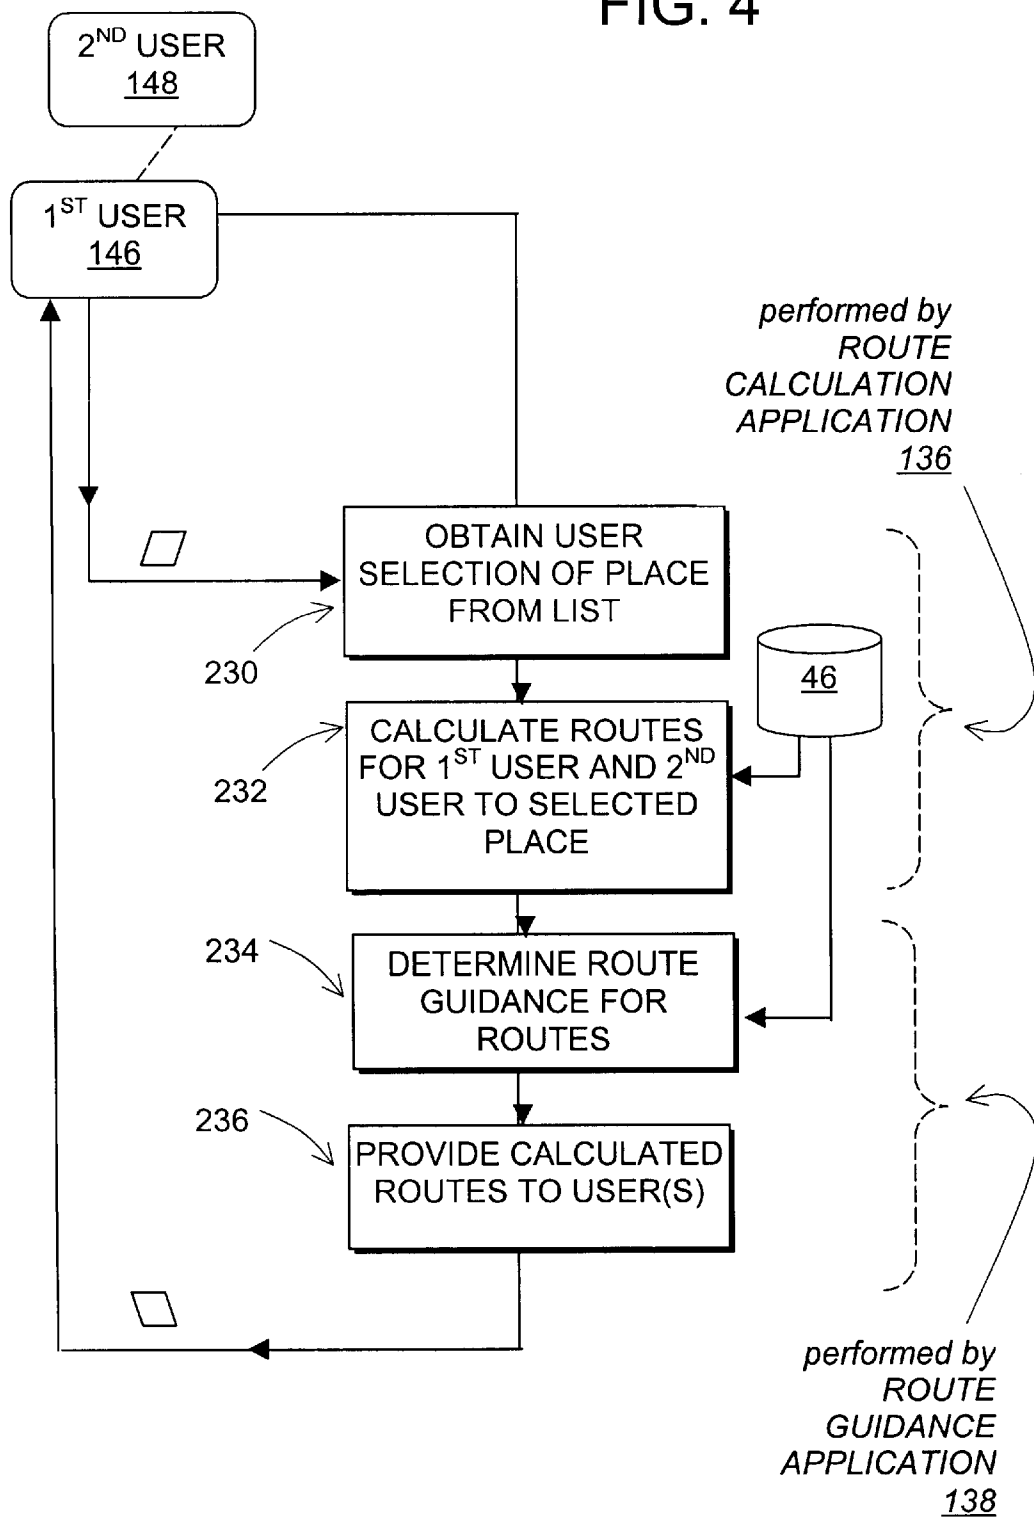 FIG. 4
2ND USER
148
1ST USER
146
performed by
ROUTE
CALCULATION
APPLICATION
136
OBTAIN USER
SELECTION OF PLACE
FROM LIST
230
46
CALCULATE ROUTES
FOR 1ST USER AND 2ND
USER TO SELECTED
PLACE
232
234
DETERMINE ROUTE
GUIDANCE FOR
ROUTES
236
PROVIDE CALCULATED
ROUTES TO USER(S)
performed by
ROUTE
GUIDANCE
APPLICATION
138